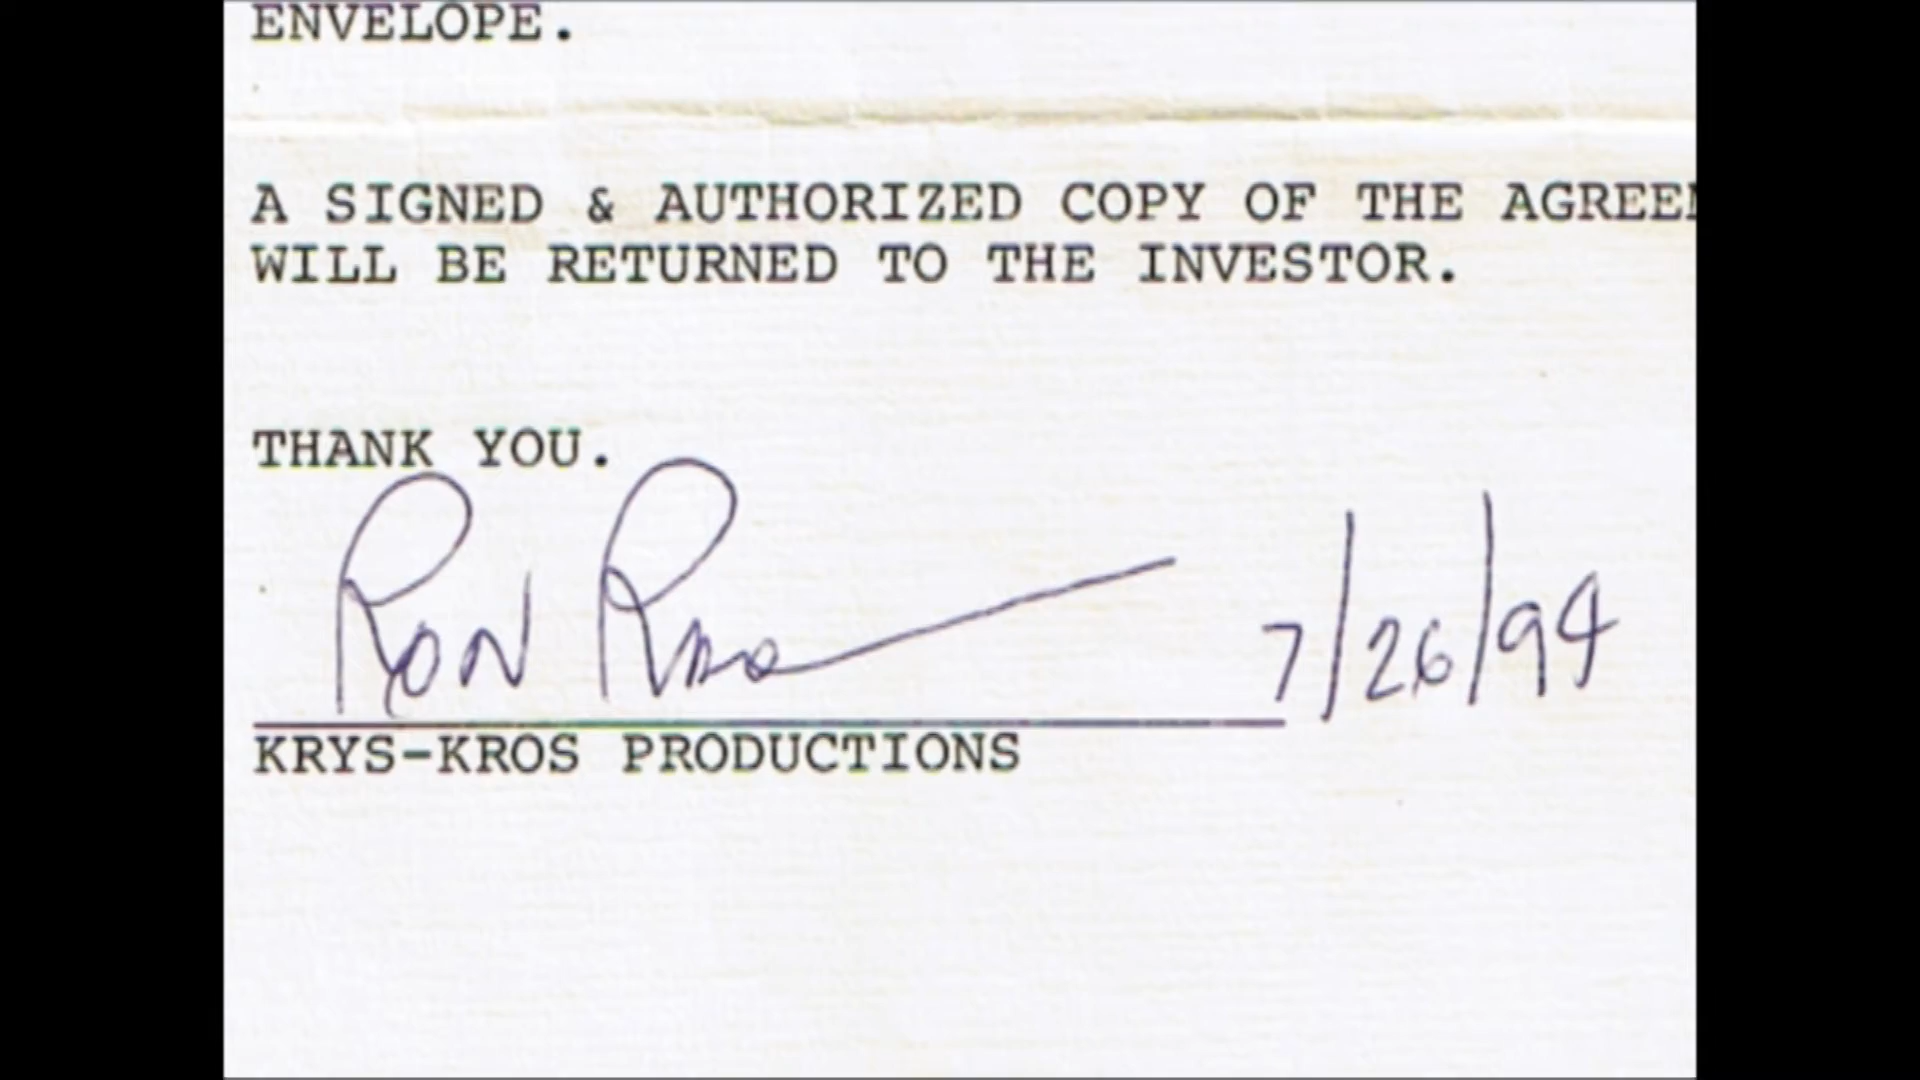 ENVELOPE.
A SIGNED & AUTHORIZED COPY OF THE AGREEM
WILL BE RETURNED TO THE INVESTOR.
THANK YOU.
RON 7/26/94
KRYS-KROS PRODUCTIONS